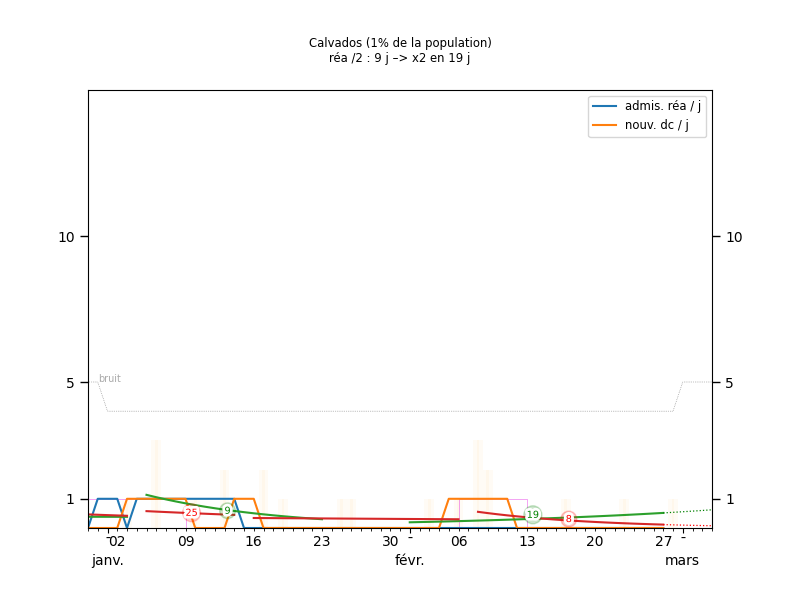 Calvados (1% de la population)
réa /2 : 9 j –> x2 en 19 j
admis. réa / j
nouv. dc / j
10 10
bruit
5 5
1 1
25 9 19 8
02 09 16 23 30 06 13 20 27
janv. févr. mars